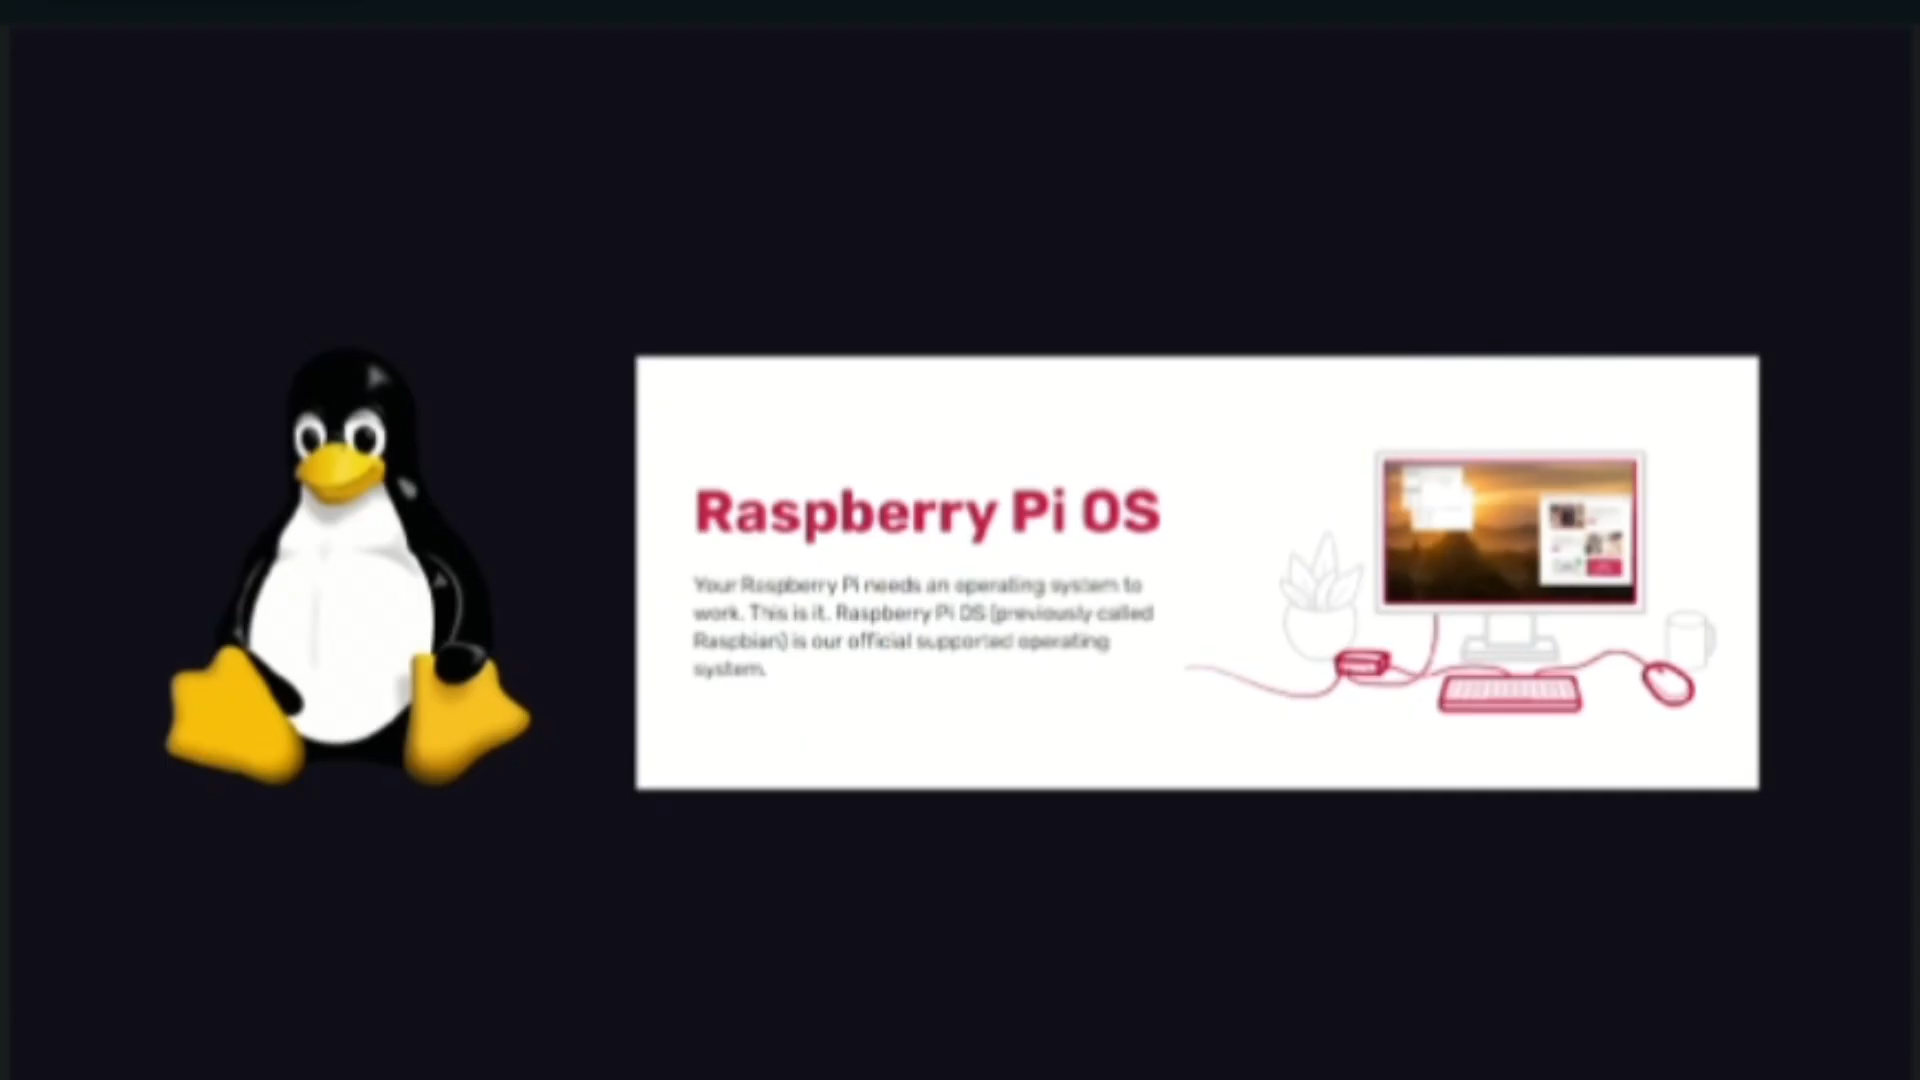 Raspberry Pi OS
Your Raspberry Pi needs an operating system to
work. This is it. Raspberry Pi OS (previously called
Raspbian) is our official supported operating
system.